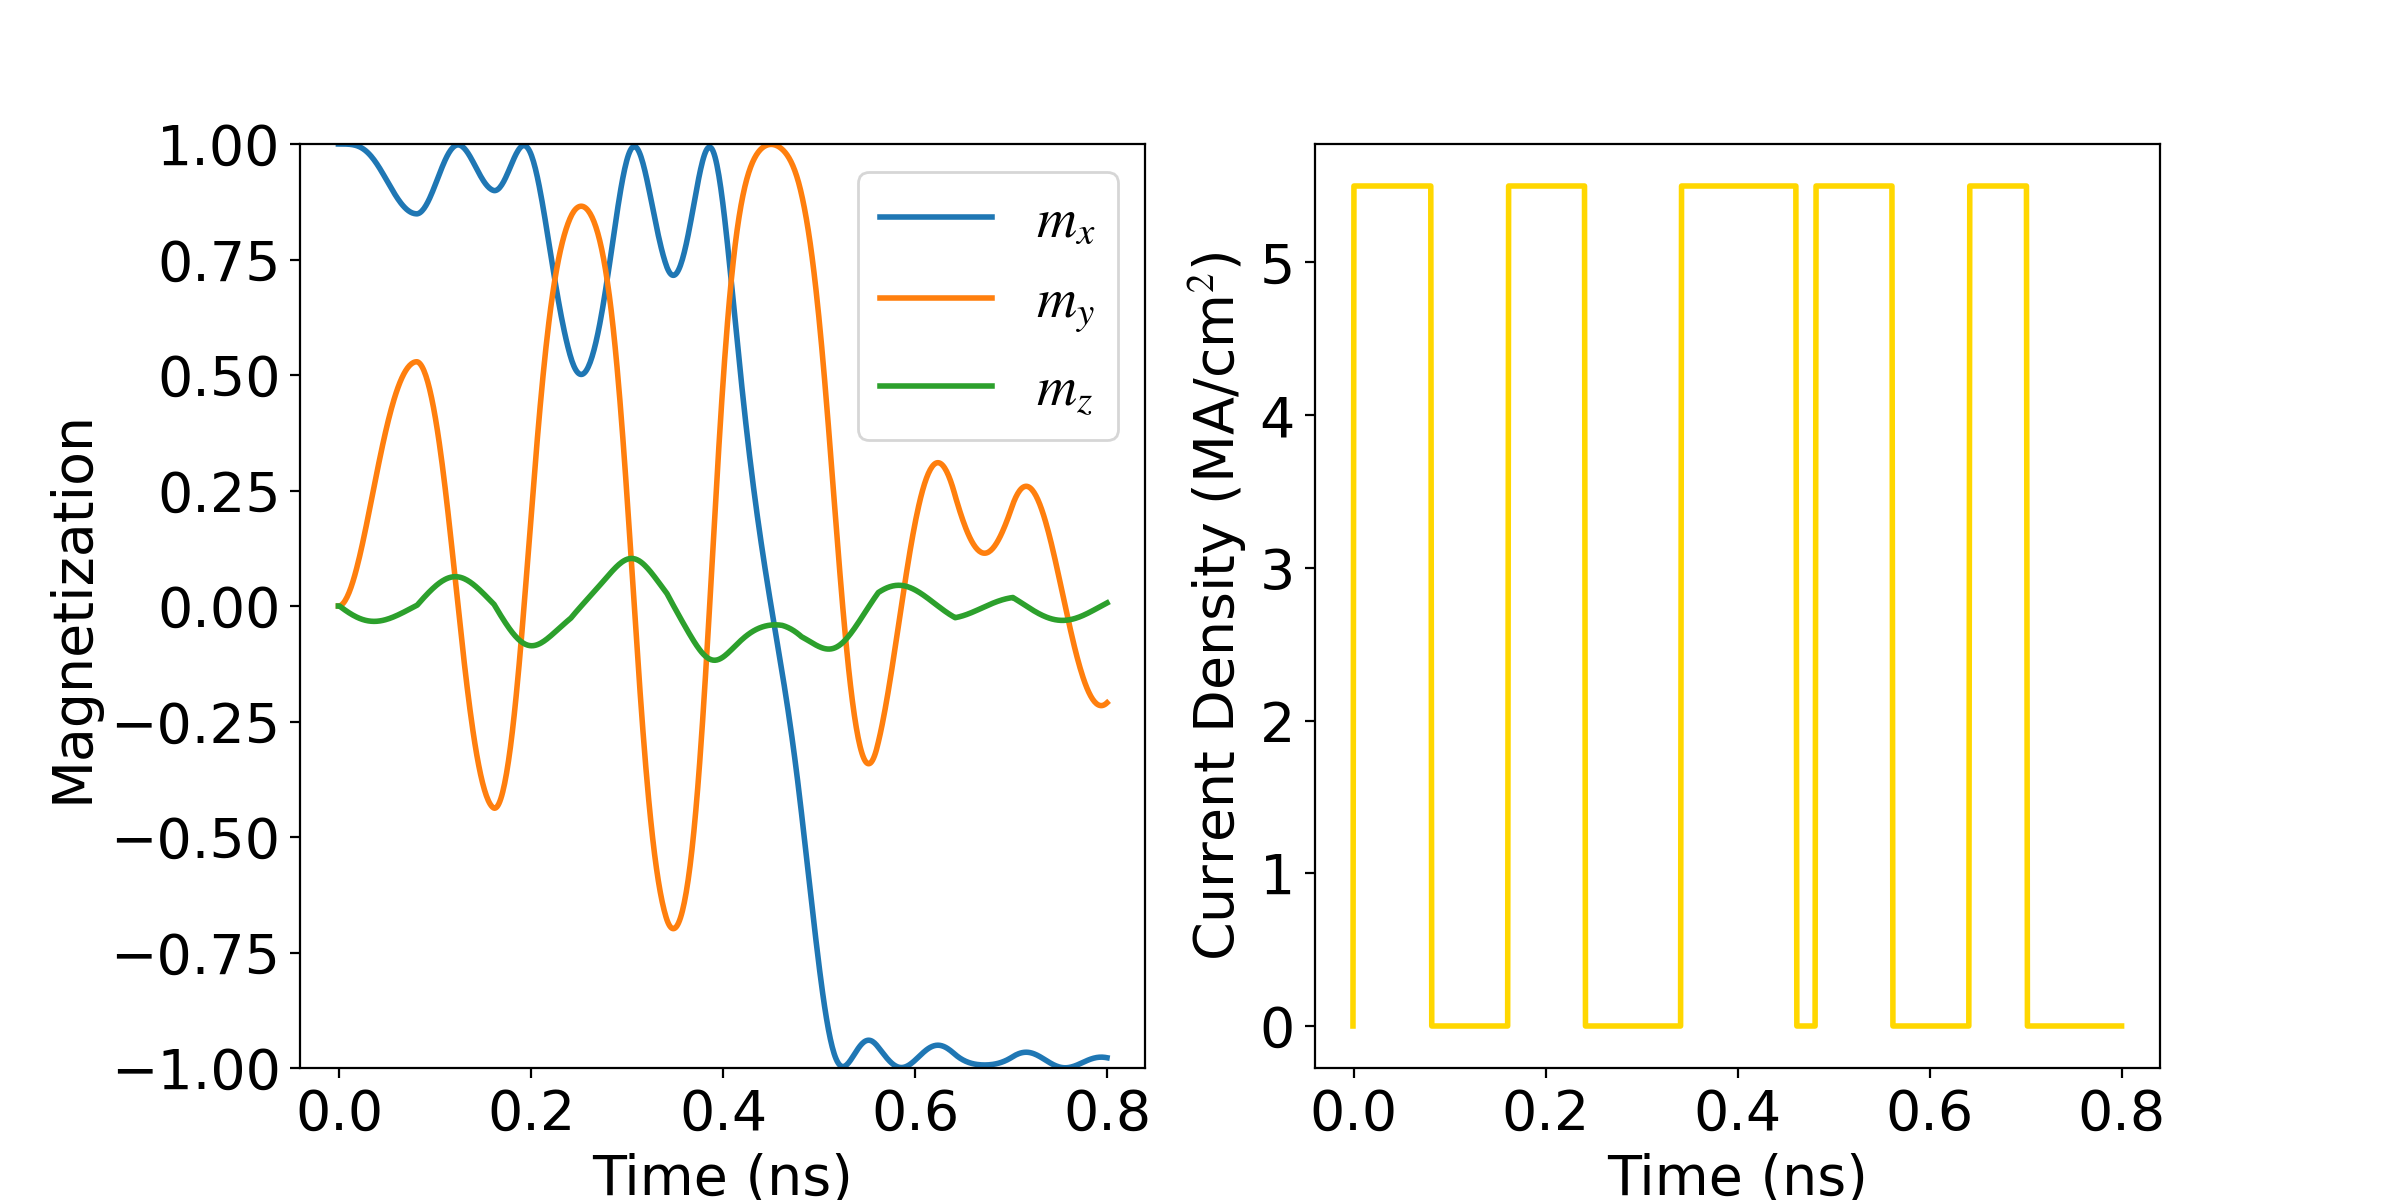 Magnetization
1.00
0.75
0.50
0.25
0.00
−0.25
−0.50
−0.75
−1.00
0.0 0.2 0.4 0.6 0.8
Time (ns)
m_x
m_y
m_z
Current Density (MA/cm²)
5
4
3
2
1
0
0.0 0.2 0.4 0.6 0.8
Time (ns)